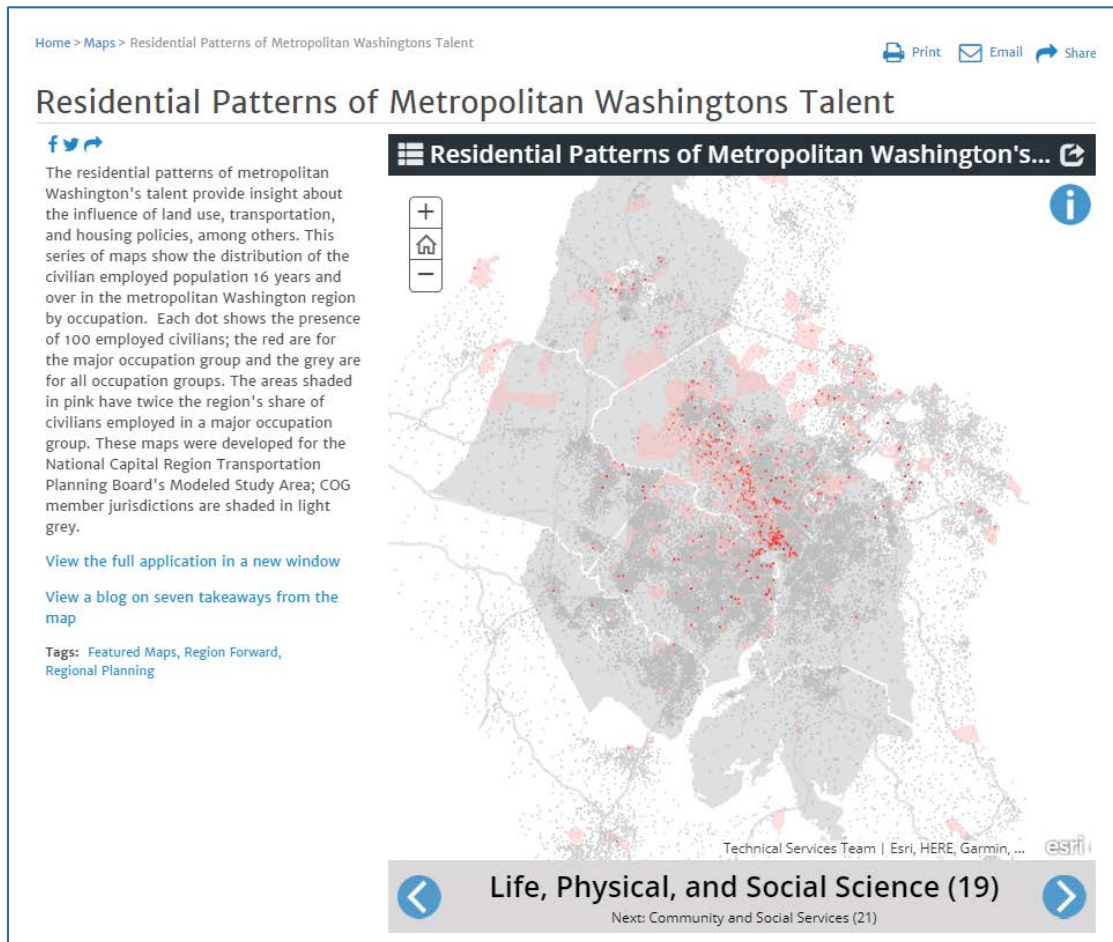 Home > Maps > Residential Patterns of Metropolitan Washingtons Talent
Print Email Share
Residential Patterns of Metropolitan Washingtons Talent
The residential patterns of metropolitan
Washington's talent provide insight about
the influence of land use, transportation,
and housing policies, among others. This
series of maps show the distribution of the
civilian employed population 16 years and
over in the metropolitan Washington region
by occupation. Each dot shows the presence
of 100 employed civilians; the red are for
the major occupation group and the grey are
for all occupation groups. The areas shaded
in pink have twice the region's share of
civilians employed in a major occupation
group. These maps were developed for the
National Capital Region Transportation
Planning Board's Modeled Study Area; COG
member jurisdictions are shaded in light
grey.
View the full application in a new window
View a blog on seven takeaways from the
map
Tags: Featured Maps, Region Forward,
Regional Planning
Residential Patterns of Metropolitan Washington's...
Technical Services Team | Esri, HERE, Garmin, ...
esri
Life, Physical, and Social Science (19)
Next: Community and Social Services (21)